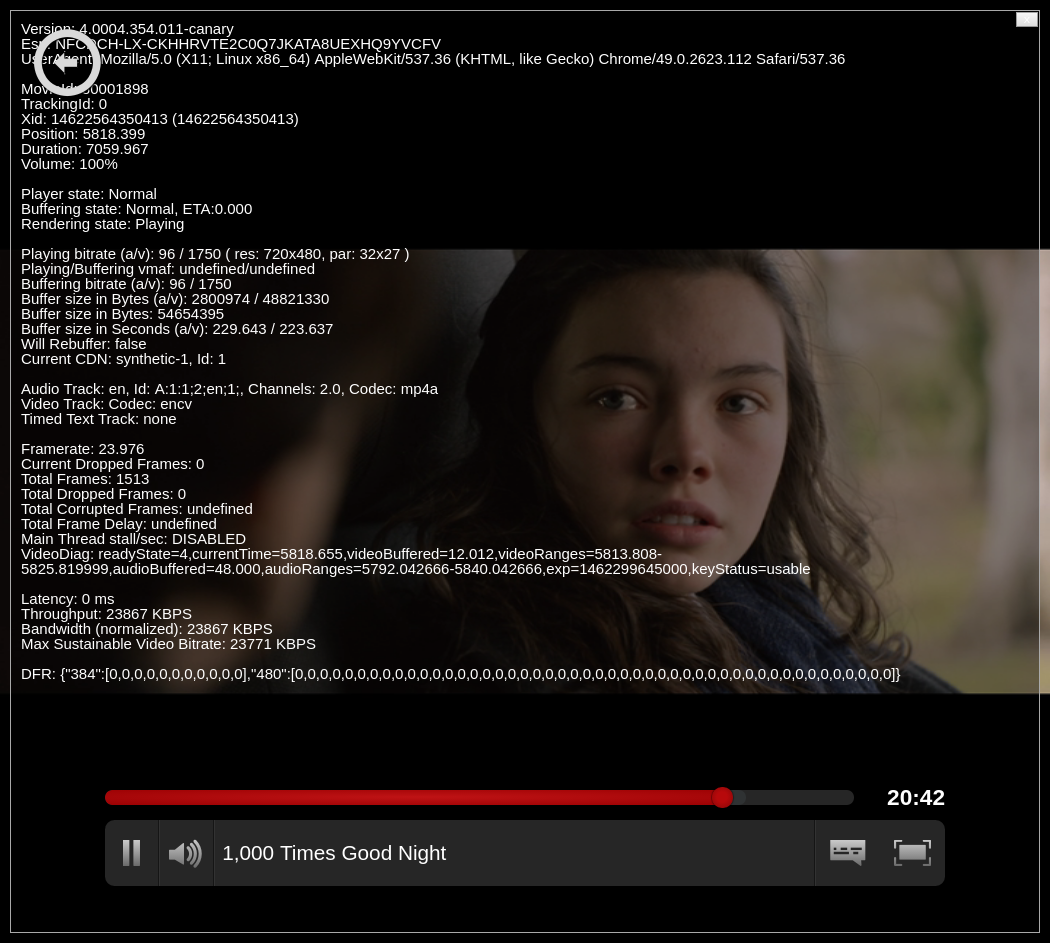 Version: 4.0004.354.011-canary
Esn: NFCDCH-LX-CKHHRVTE2C0Q7JKATA8UEXHQ9YVCFV
UserAgent: Mozilla/5.0 (X11; Linux x86_64) AppleWebKit/537.36 (KHTML, like Gecko) Chrome/49.0.2623.112 Safari/537.36
MovieId: 80001898
TrackingId: 0
Xid: 14622564350413 (14622564350413)
Position: 5818.399
Duration: 7059.967
Volume: 100%
Player state: Normal
Buffering state: Normal, ETA:0.000
Rendering state: Playing
Playing bitrate (a/v): 96 / 1750 ( res: 720x480, par: 32x27 )
Playing/Buffering vmaf: undefined/undefined
Buffering bitrate (a/v): 96 / 1750
Buffer size in Bytes (a/v): 2800974 / 48821330
Buffer size in Bytes: 54654395
Buffer size in Seconds (a/v): 229.643 / 223.637
Will Rebuffer: false
Current CDN: synthetic-1, Id: 1
Audio Track: en, Id: A:1:1;2;en;1;, Channels: 2.0, Codec: mp4a
Video Track: Codec: encv
Timed Text Track: none
Framerate: 23.976
Current Dropped Frames: 0
Total Frames: 1513
Total Dropped Frames: 0
Total Corrupted Frames: undefined
Total Frame Delay: undefined
Main Thread stall/sec: DISABLED
VideoDiag: readyState=4,currentTime=5818.655,videoBuffered=12.012,videoRanges=5813.808-
5825.819999,audioBuffered=48.000,audioRanges=5792.042666-5840.042666,exp=1462299645000,keyStatus=usable
Latency: 0 ms
Throughput: 23867 KBPS
Bandwidth (normalized): 23867 KBPS
Max Sustainable Video Bitrate: 23771 KBPS
DFR: {"384":[0,0,0,0,0,0,0,0,0,0,0],"480":[0,0,0,0,0,0,0,0,0,0,0,0,0,0,0,0,0,0,0,0,0,0,0,0,0,0,0,0,0,0,0,0,0,0,0,0,0,0,0,0,0,0,0,0,0,0,0,0]}
20:42
1,000 Times Good Night